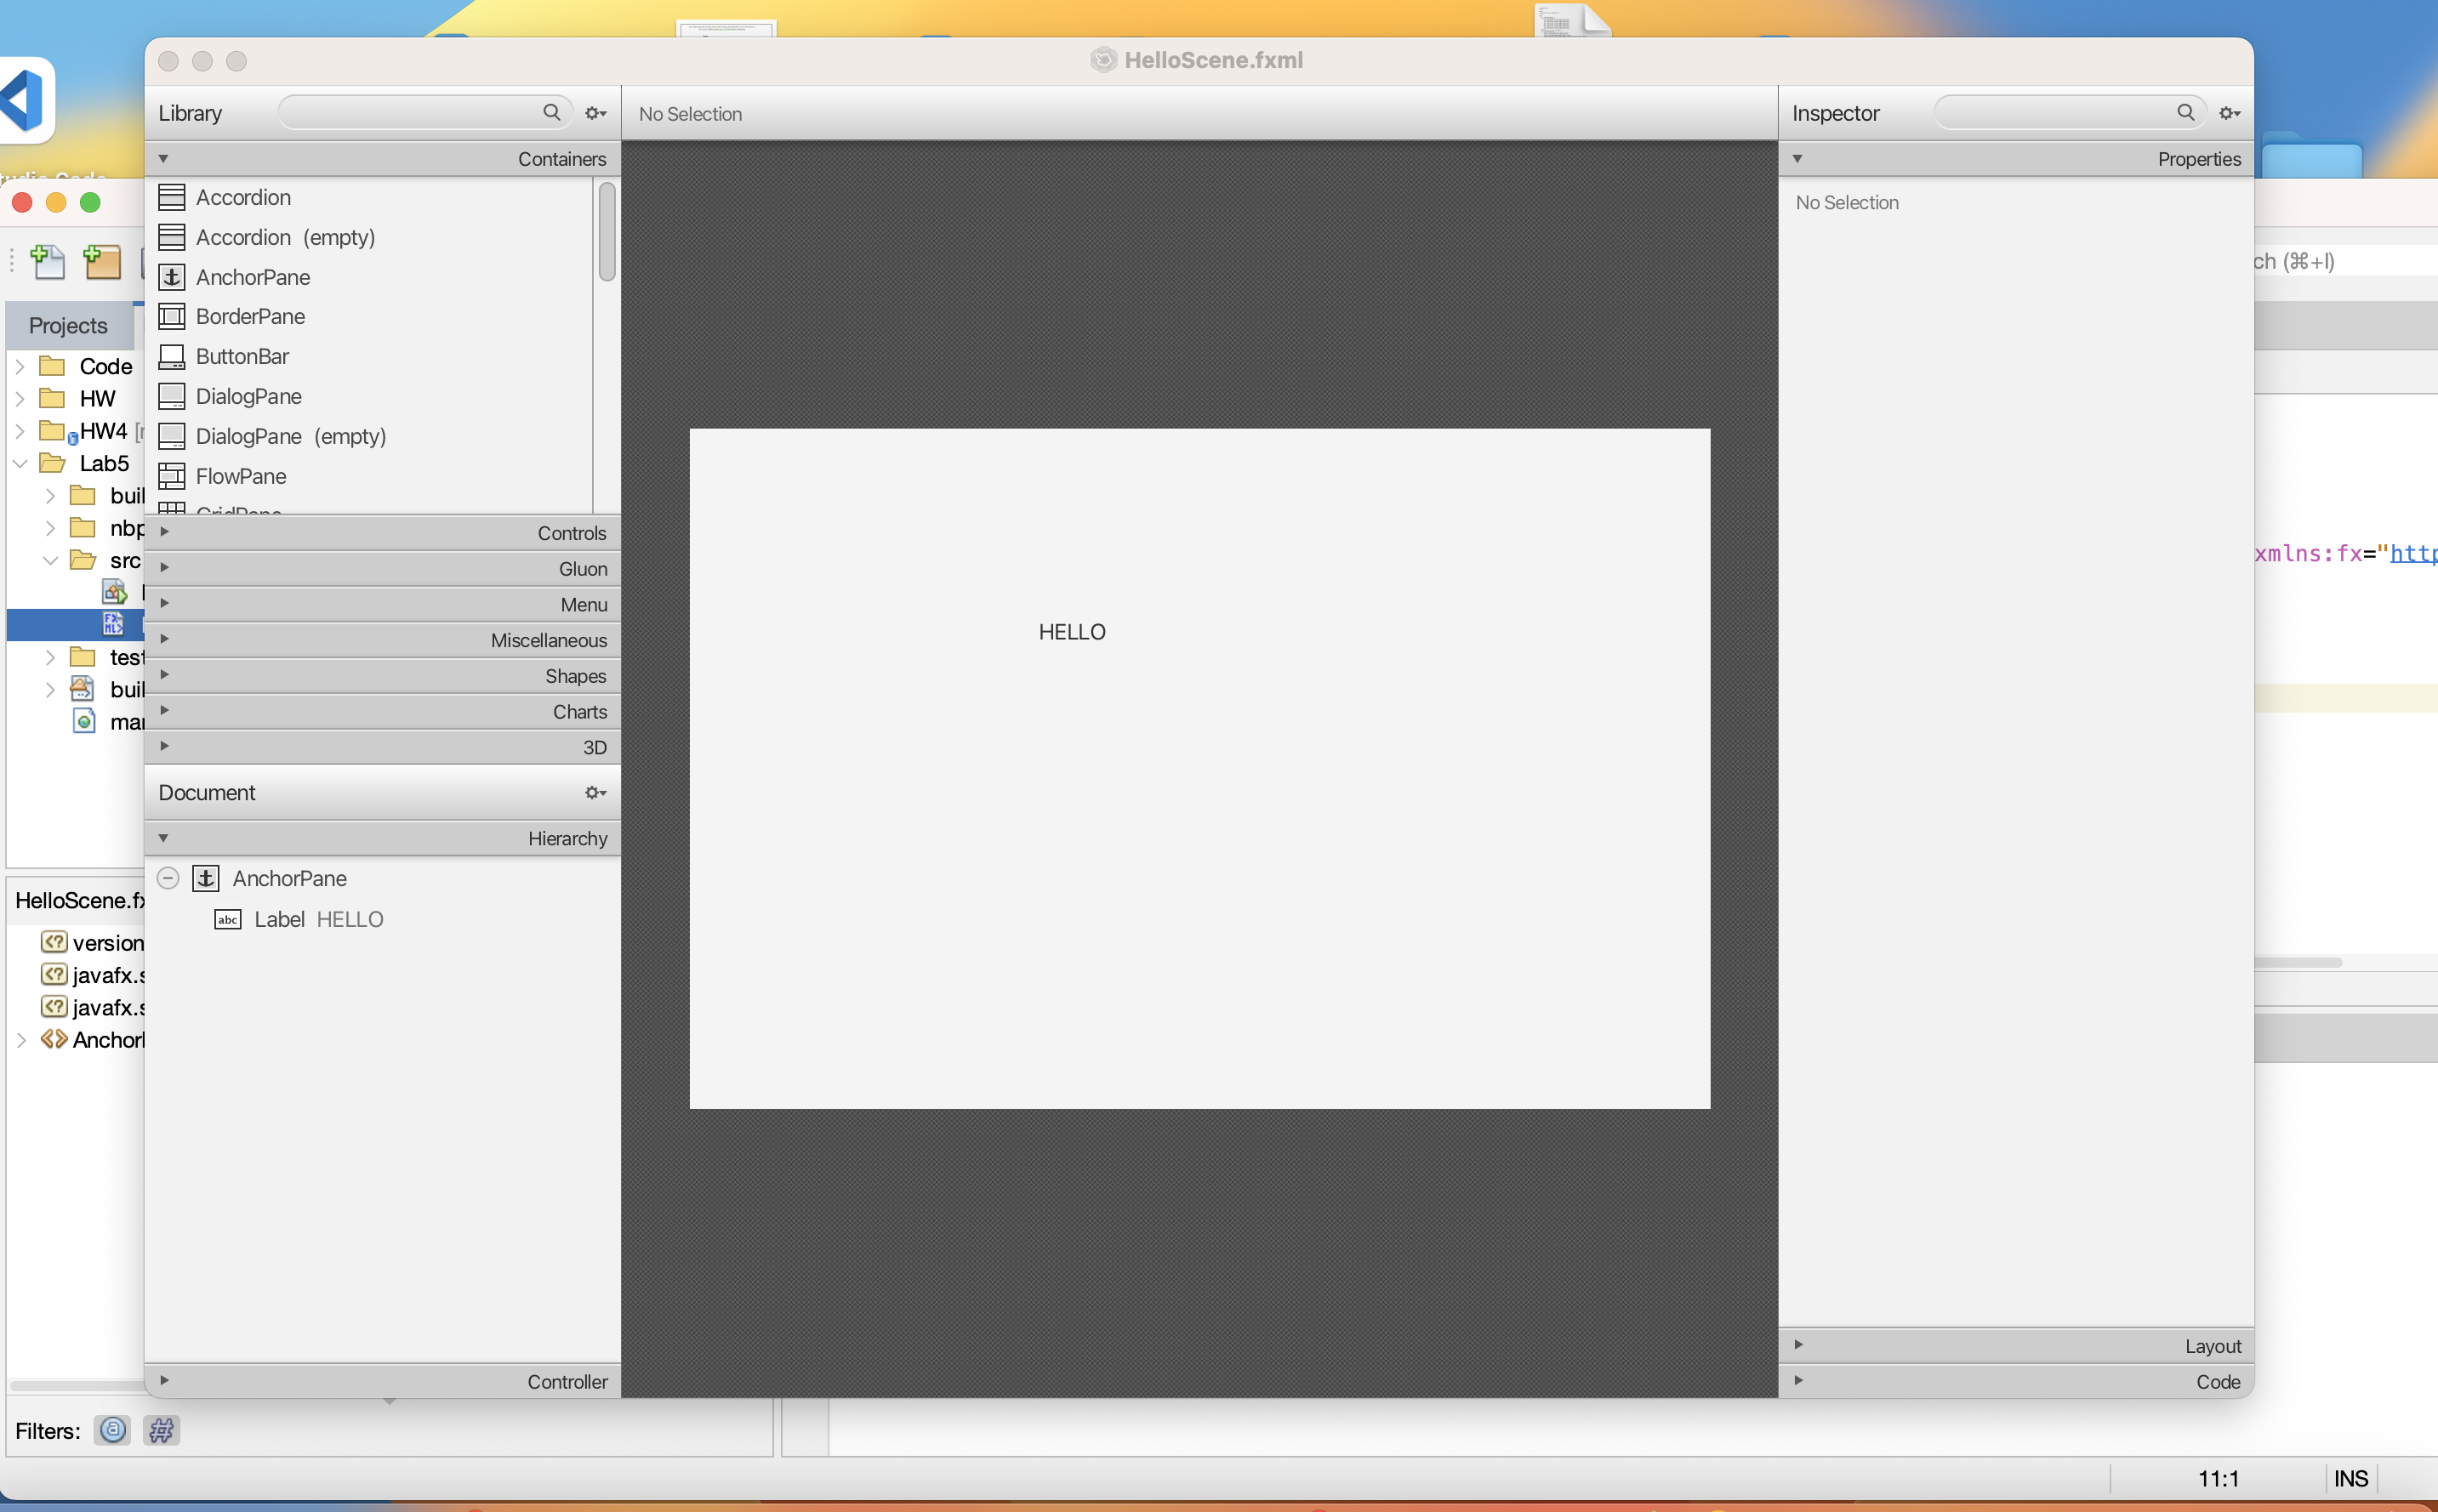 HelloScene.fxml
Library
No Selection
Inspector
Containers
Properties
Accordion
No Selection
Accordion (empty)
AnchorPane
BorderPane
ButtonBar
DialogPane
DialogPane (empty)
FlowPane
GridPane
Controls
Gluon
Menu
Miscellaneous
Shapes
Charts
3D
Document
Hierarchy
AnchorPane
Label HELLO
Controller
HELLO
Layout
Code
ch (⌘+I)
xmlns:fx="http
Projects
Code
HW
HW4
Lab5
buil
nbp
src
test
buil
mar
HelloScene.fx
version
javafx.s
javafx.s
Anchor
Filters:
11:1
INS